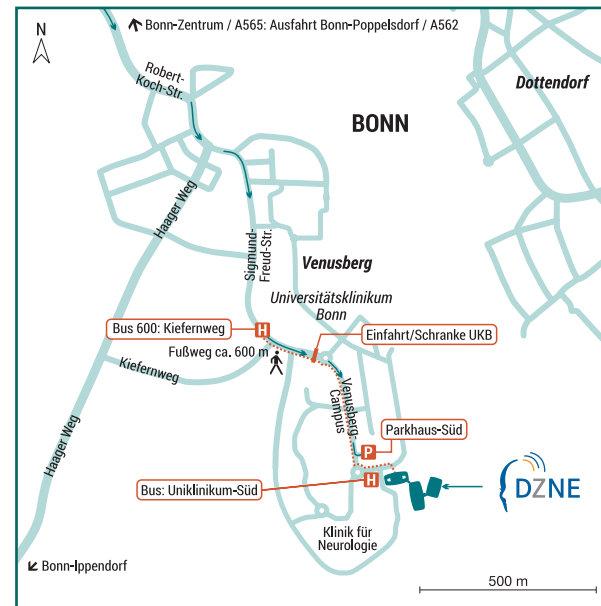 Bonn-Zentrum / A565: Ausfahrt Bonn-Poppelsdorf / A562
N
Robert-
Koch-Str.
Dottendorf
BONN
Haager Weg
Sigmund-
Freud-Str.
Venusberg
Universitätsklinikum
Bonn
Bus 600: Kiefernweg
H
Einfahrt/Schranke UKB
Fußweg ca. 600 m
Kiefernweg
Venusberg-
Campus
Haager Weg
Parkhaus-Süd
P
Bus: Uniklinikum-Süd
H
DZNE
Klinik für
Neurologie
Bonn-Ippendorf
500 m